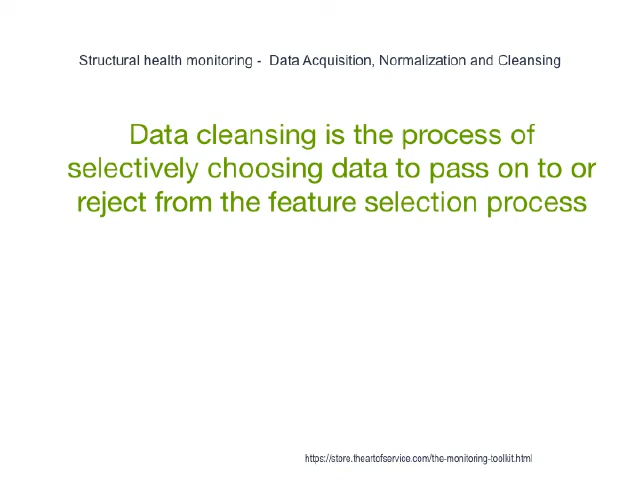 Structural health monitoring -  Data Acquisition, Normalization and Cleansing
Data cleansing is the process of
selectively choosing data to pass on to or
reject from the feature selection process
https://store.theartofservice.com/the-monitoring-toolkit.html